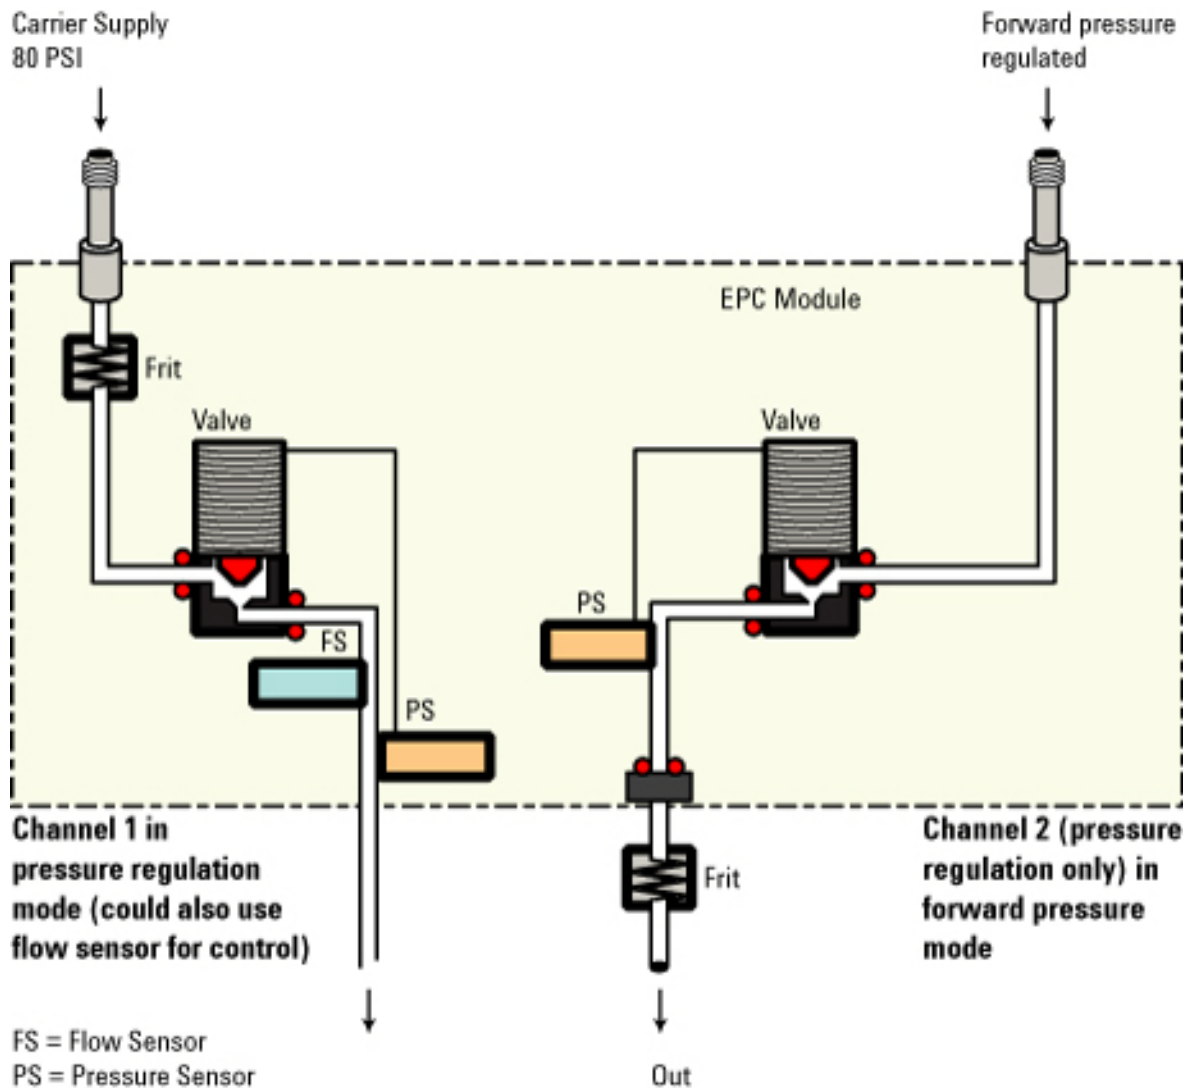 Carrier Supply
80 PSI
Forward pressure
regulated
EPC Module
Frit
Valve
Valve
PS
FS
PS
Channel 1 in
pressure regulation
mode (could also use
flow sensor for control)
Channel 2 (pressure
regulation only) in
forward pressure
mode
Frit
FS = Flow Sensor
PS = Pressure Sensor
Out